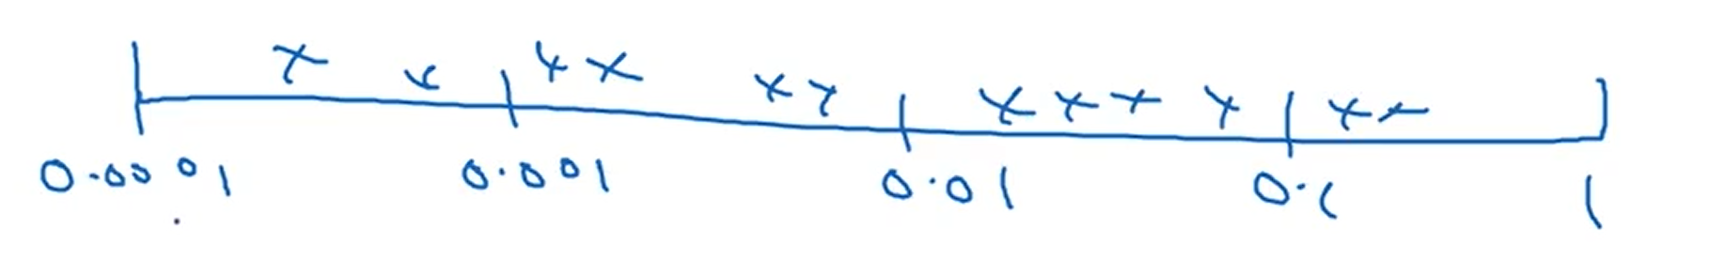 x x x x x x x x x x x x
0.0001 0.001 0.01 0.1 1